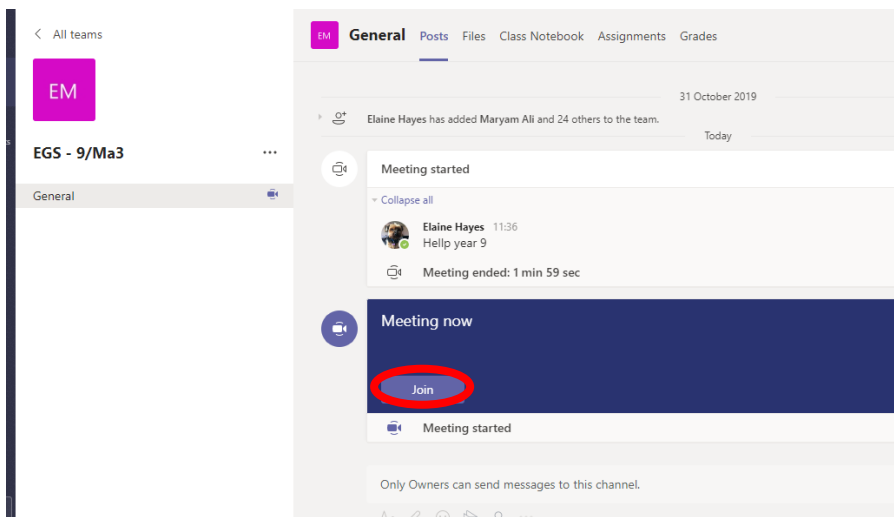 All teams
EM
EGS - 9/Ma3
General
EM General Posts Files Class Notebook Assignments Grades
31 October 2019
Elaine Hayes has added Maryam Ali and 24 others to the team.
Today
Meeting started
Collapse all
Elaine Hayes 11:36
Hellp year 9
Meeting ended: 1 min 59 sec
Meeting now
Join
Meeting started
Only Owners can send messages to this channel.